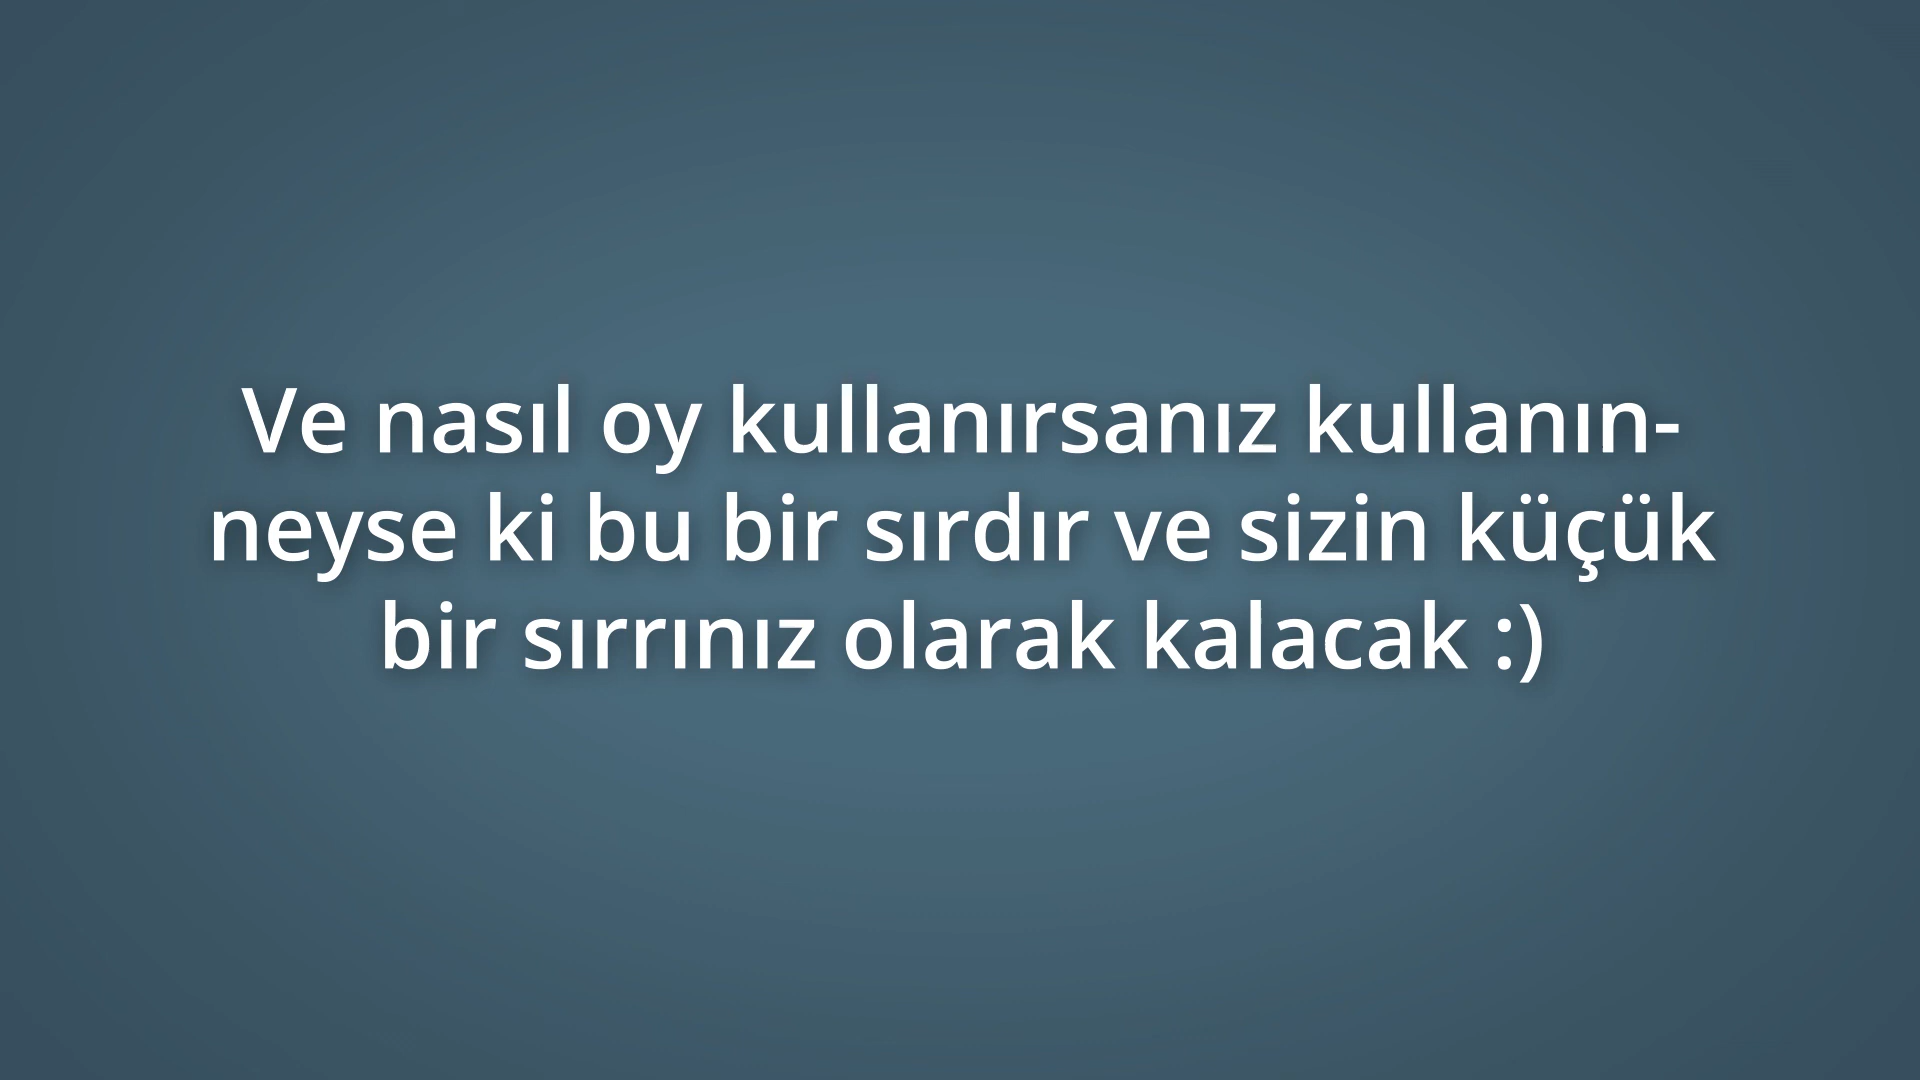 Ve nasıl oy kullanırsanız kullanın-
neyse ki bu bir sırdır ve sizin küçük
bir sırrınız olarak kalacak :)